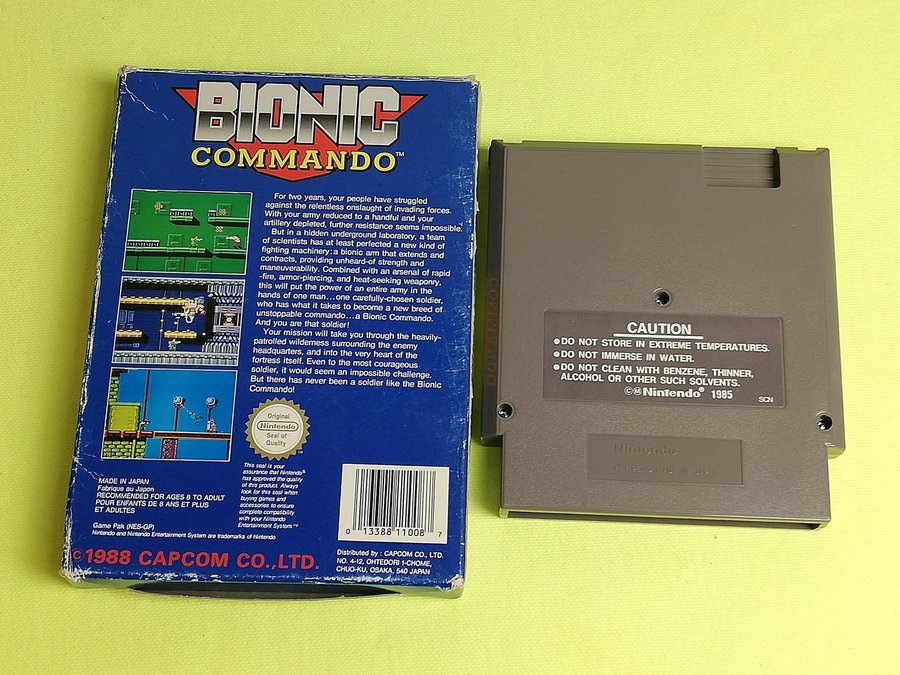 BIONIC
COMMANDO™
For two years, your people have struggled
against the relentless onslaught of invading forces.
With your army reduced to a handful and your
artillery depleted, further resistance seems impossible.
But in a hidden underground laboratory, a team
of scientists has at least perfected a new kind of
fighting machinery: a bionic arm that extends and
contracts, providing unheard-of strength and
maneuverability. Combined with an arsenal of rapid
-fire, armor-piercing, and heat-seeking weaponry,
this will put the power of an entire army in the
hands of one man...one carefully-chosen soldier,
who has what it takes to become a new breed of
unstoppable commando...a Bionic Commando.
And you are that soldier!
Your mission will take you through the heavily-
patrolled wilderness surrounding the enemy
headquarters, and into the very heart of the
fortress itself. Even to the most courageous
soldier, it would seem an impossible challenge.
But there has never been a soldier like the Bionic
Commando!
Original
Nintendo
Seal of
Quality
This seal is your
assurance that Nintendo®
has approved the quality
of this product. Always
look for this seal when
buying games and
accessories to ensure
complete compatibility
with your Nintendo
Entertainment System™
MADE IN JAPAN
Fabrique au Japon
RECOMMENDED FOR AGES 8 TO ADULT
POUR ENFANTS DE 8 ANS ET PLUS
ET ADULTES
Game Pak (NES-GP)
Nintendo and Nintendo Entertainment System are trademarks of Nintendo
©1988 CAPCOM CO., LTD.
0 13388 11008 7
Distributed by : CAPCOM CO., LTD.
NO. 4-12, OHTEDORI 1-CHOME,
CHUO-KU, OSAKA, 540 JAPAN
COMMANDO
CAUTION
●DO NOT STORE IN EXTREME TEMPERATURES.
●DO NOT IMMERSE IN WATER.
●DO NOT CLEAN WITH BENZENE, THINNER,
ALCOHOL OR OTHER SUCH SOLVENTS.
©Ⓜ Nintendo® 1985
SCN
Nintendo